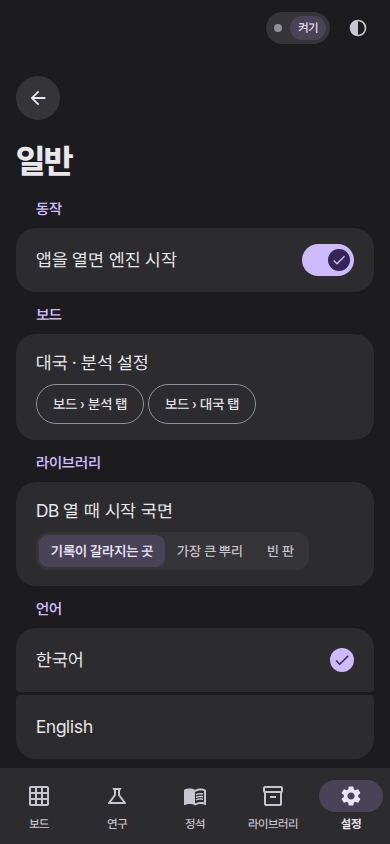 켜기
일반
동작
앱을 열면 엔진 시작
보드
대국 · 분석 설정
보드 › 분석 탭
보드 › 대국 탭
라이브러리
DB 열 때 시작 국면
기록이 갈라지는 곳
가장 큰 뿌리
빈 판
언어
한국어
English
보드
연구
정석
라이브러리
설정